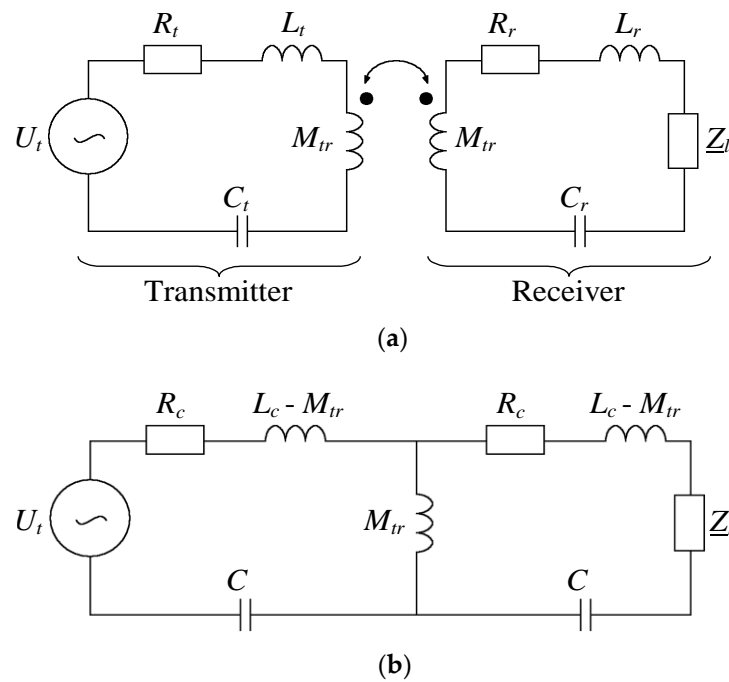 R_t L_t R_r L_r
U_t M_tr M_tr Z_l
C_t C_r
Transmitter Receiver
(a)
R_c L_c - M_tr R_c L_c - M_tr
U_t M_tr Z
C C
(b)